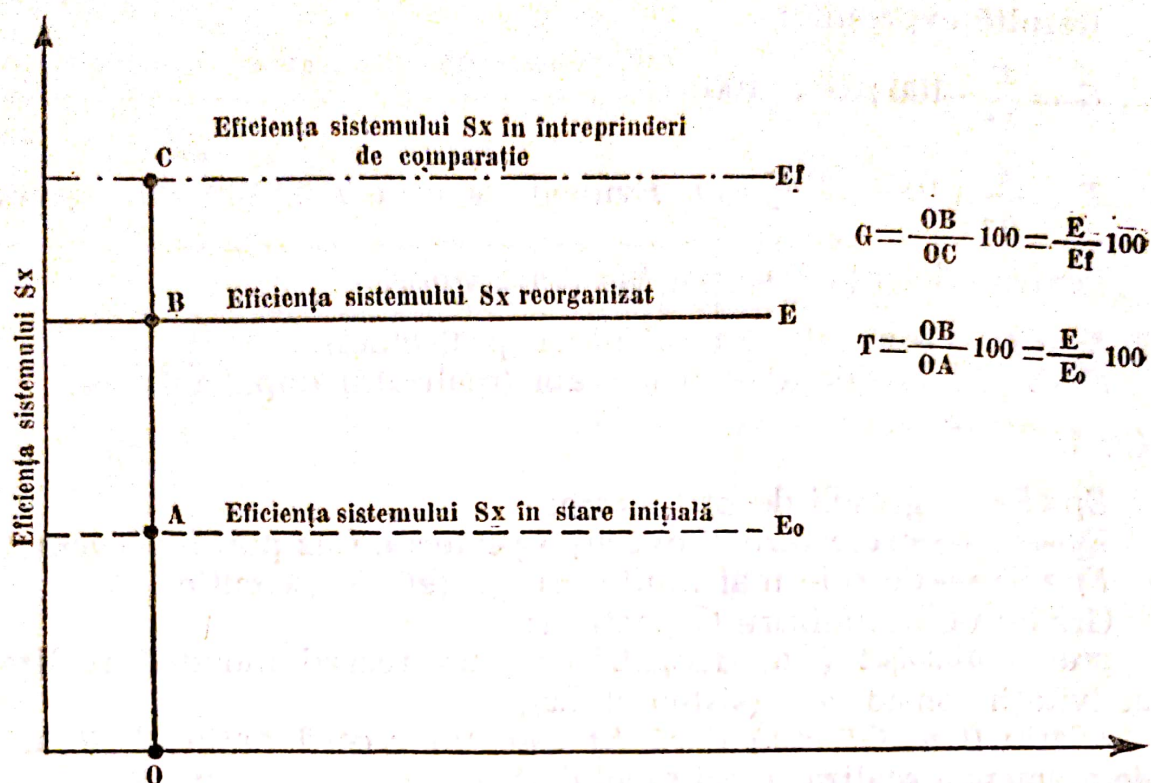 Eficiența sistemului Sx în întreprinderi
de comparație
C
Ef
G = OB/OC 100 = E/Ef 100
B Eficiența sistemului Sx reorganizat
E
T = OB/OA 100 = E/Eo 100
A Eficiența sistemului Sx în stare inițială
Eo
Eficiența sistemului Sx
O